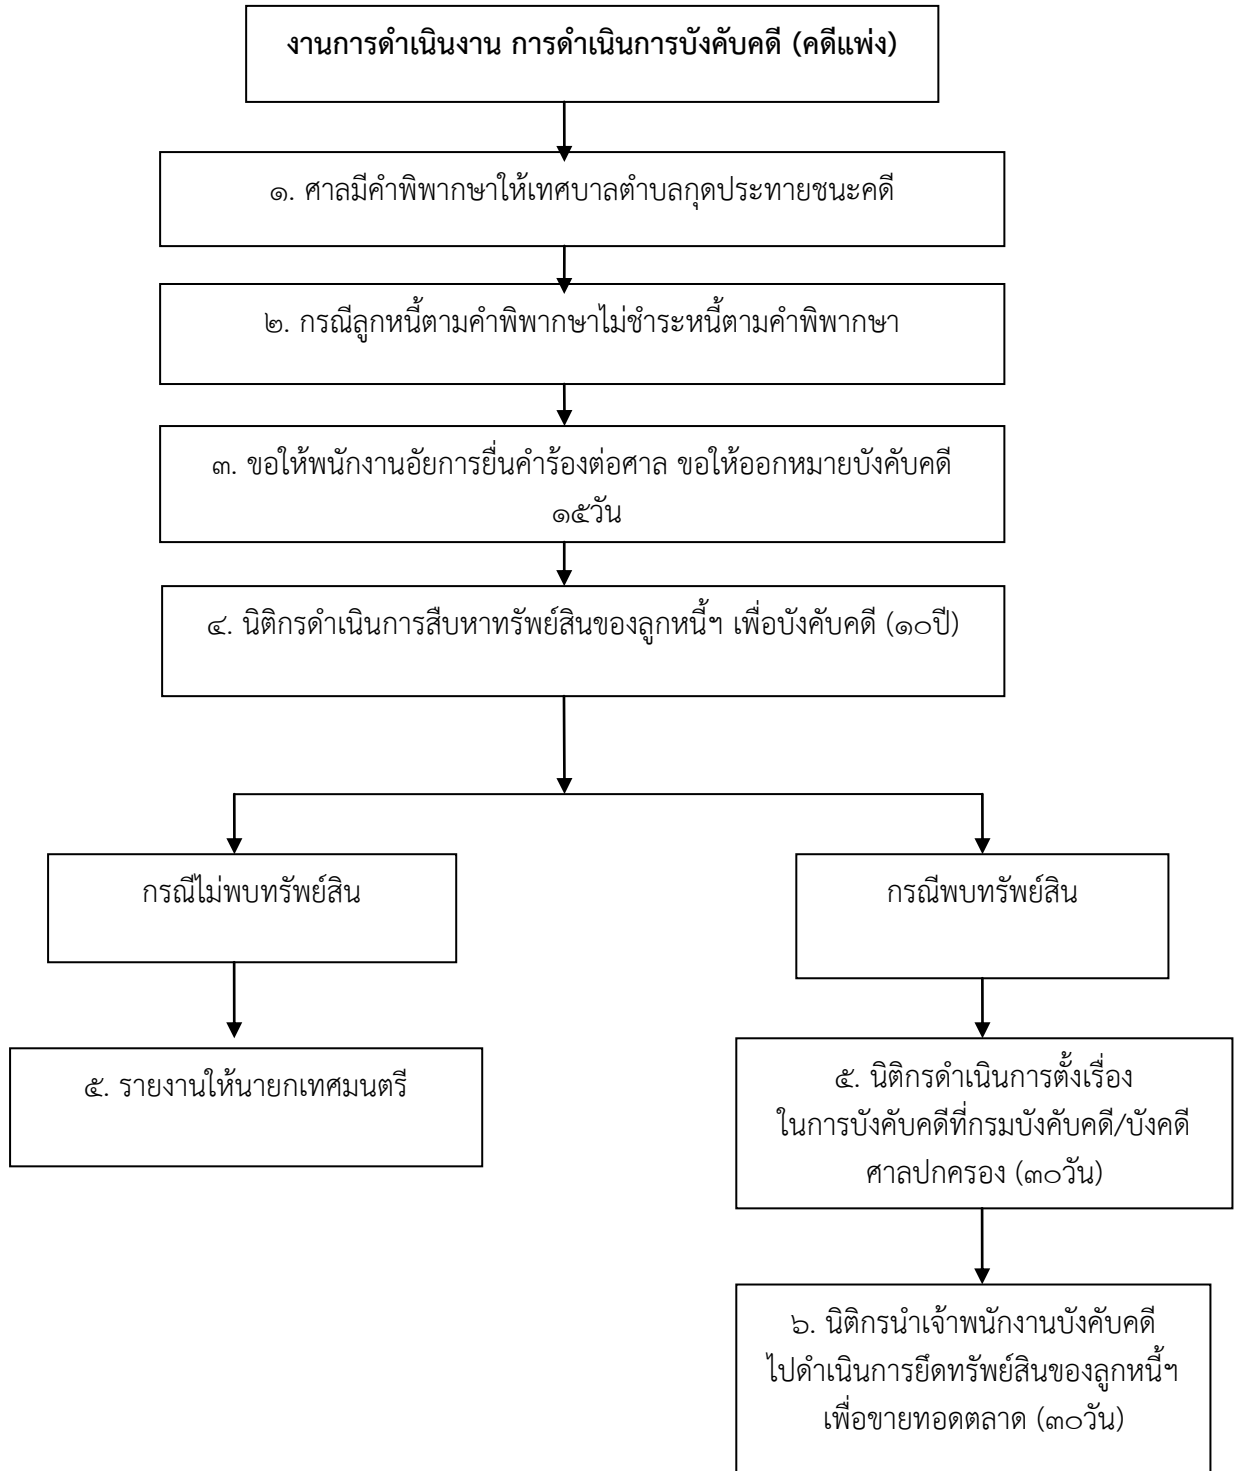 งานการดำเนินงาน การดำเนินการบังคับคดี (คดีแพ่ง)
๑. ศาลมีคำพิพากษาให้เทศบาลตำบลกุดประทายชนะคดี
๒. กรณีลูกหนี้ตามคำพิพากษาไม่ชำระหนี้ตามคำพิพากษา
๓. ขอให้พนักงานอัยการยื่นคำร้องต่อศาล ขอให้ออกหมายบังคับคดี
๑๕วัน
๔. นิติกรดำเนินการสืบหาทรัพย์สินของลูกหนี้ฯ เพื่อบังคับคดี (๑๐ปี)
กรณีไม่พบทรัพย์สิน
กรณีพบทรัพย์สิน
๕. รายงานให้นายกเทศมนตรี
๕. นิติกรดำเนินการตั้งเรื่อง
ในการบังคับคดีที่กรมบังคับคดี/บังคดี
ศาลปกครอง (๓๐วัน)
๖. นิติกรนำเจ้าพนักงานบังคับคดี
ไปดำเนินการยึดทรัพย์สินของลูกหนี้ฯ
เพื่อขายทอดตลาด (๓๐วัน)